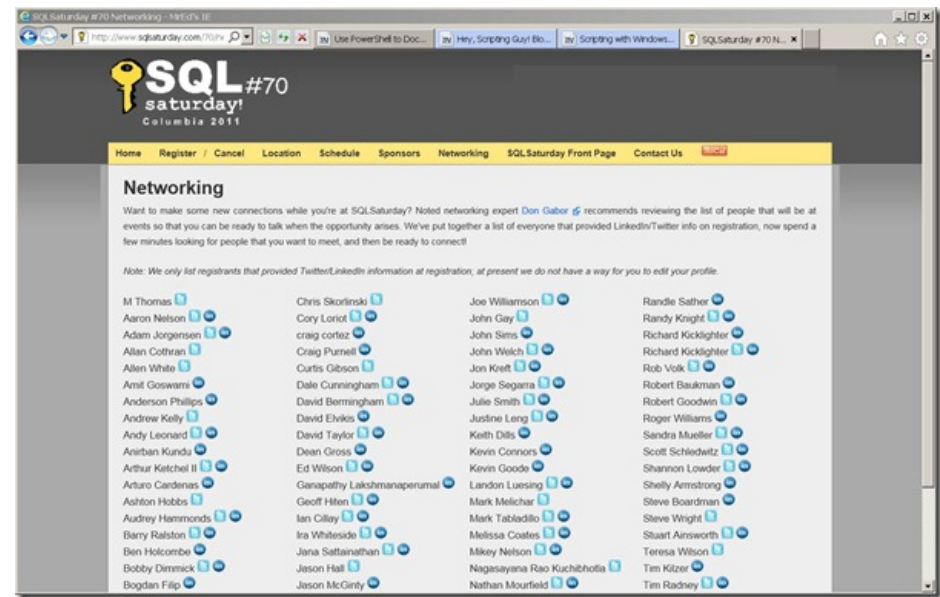 SQLSaturday #70 Networking - MrEd's IE
http://www.sqlsaturday.com/70/n
Use PowerShell to Doc...
Hey, Scripting Guy! Blo...
Scripting with Windows...
SQLSaturday #70 N...
SQL #70
saturday!
Columbia 2011
Home Register / Cancel Location Schedule Sponsors Networking SQLSaturday Front Page Contact Us
Networking
Want to make some new connections while you're at SQLSaturday? Noted networking expert Don Gabor recommends reviewing the list of people that will be at
events so that you can be ready to talk when the opportunity arises. We've put together a list of everyone that provided LinkedIn/Twitter info on registration, now spend a
few minutes looking for people that you want to meet, and then be ready to connect!
Note: We only list registrants that provided Twitter/LinkedIn information at registration; at present we do not have a way for you to edit your profile.
M Thomas
Aaron Nelson
Adam Jorgensen
Allan Cothran
Allen White
Amit Goswami
Anderson Phillips
Andrew Kelly
Andy Leonard
Anirban Kundu
Arthur Ketchel II
Arturo Cardenas
Ashton Hobbs
Audrey Hammonds
Barry Ralston
Ben Holcombe
Bobby Dimmick
Bogdan Filip
Chris Skorlinski
Cory Loriot
craig cortez
Craig Purnell
Curtis Gibson
Dale Cunningham
David Bermingham
David Elvikis
David Taylor
Dean Gross
Ed Wilson
Ganapathy Lakshmanaperumal
Geoff Hiten
Ian Cillay
Ira Whiteside
Jana Sattainathan
Jason Hall
Jason McGinty
Joe Williamson
John Gay
John Sims
John Welch
Jon Kreft
Jorge Segarra
Julie Smith
Justine Leng
Keith Dills
Kevin Connors
Kevin Goode
Landon Luesing
Mark Melichar
Mark Tabladillo
Melissa Coates
Mikey Nelson
Nagasayana Rao Kuchibhotla
Nathan Mourfield
Randle Sather
Randy Knight
Richard Kicklighter
Richard Kicklighter
Rob Volk
Robert Baukman
Robert Goodwin
Roger Williams
Sandra Mueller
Scott Schledwitz
Shannon Lowder
Shelly Armstrong
Steve Boardman
Steve Wright
Stuart Ainsworth
Teresa Wilson
Tim Kilzer
Tim Radney